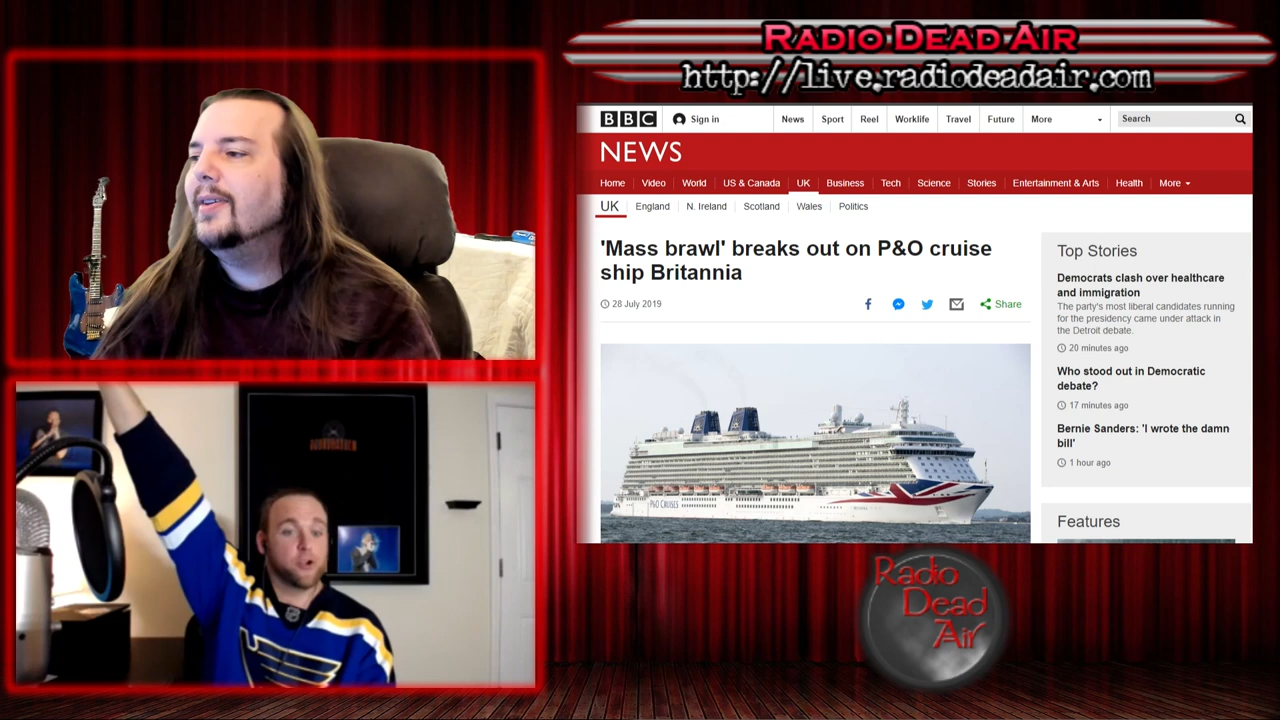 Radio Dead Air
http://live.radiodeadair.com
BBC Sign in News Sport Reel Worklife Travel Future More Search
NEWS
Home Video World US & Canada UK Business Tech Science Stories Entertainment & Arts Health More
UK England N. Ireland Scotland Wales Politics
'Mass brawl' breaks out on P&O cruise
ship Britannia
28 July 2019
Share
P&O CRUISES
Top Stories
Democrats clash over healthcare
and immigration
The party's most liberal candidates running
for the presidency came under attack in
the Detroit debate.
20 minutes ago
Who stood out in Democratic
debate?
17 minutes ago
Bernie Sanders: 'I wrote the damn
bill'
1 hour ago
Features
Radio
Dead
Air